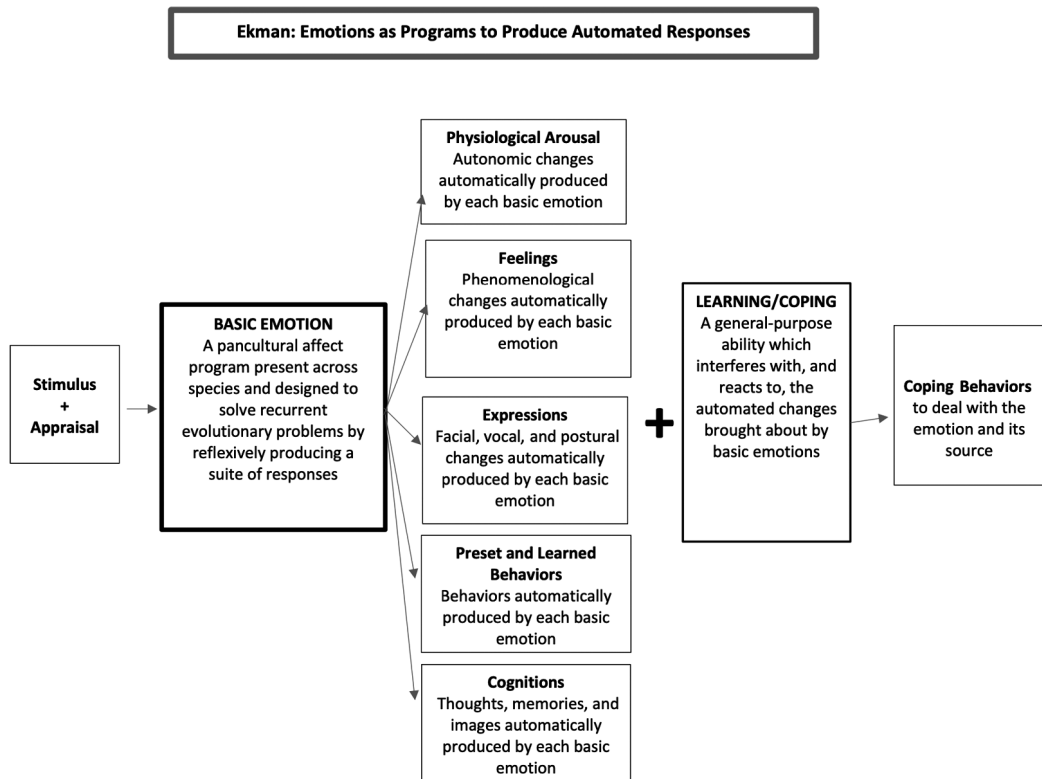 Ekman: Emotions as Programs to Produce Automated Responses
Stimulus
+
Appraisal
BASIC EMOTION
A pancultural affect
program present across
species and designed to
solve recurrent
evolutionary problems by
reflexively producing a
suite of responses
Physiological Arousal
Autonomic changes
automatically produced
by each basic emotion
Feelings
Phenomenological
changes automatically
produced by each basic
emotion
Expressions
Facial, vocal, and postural
changes automatically
produced by each basic
emotion
Preset and Learned
Behaviors
Behaviors automatically
produced by each basic
emotion
Cognitions
Thoughts, memories, and
images automatically
produced by each basic
emotion
+
LEARNING/COPING
A general-purpose
ability which
interferes with, and
reacts to, the
automated changes
brought about by
basic emotions
Coping Behaviors
to deal with the
emotion and its
source